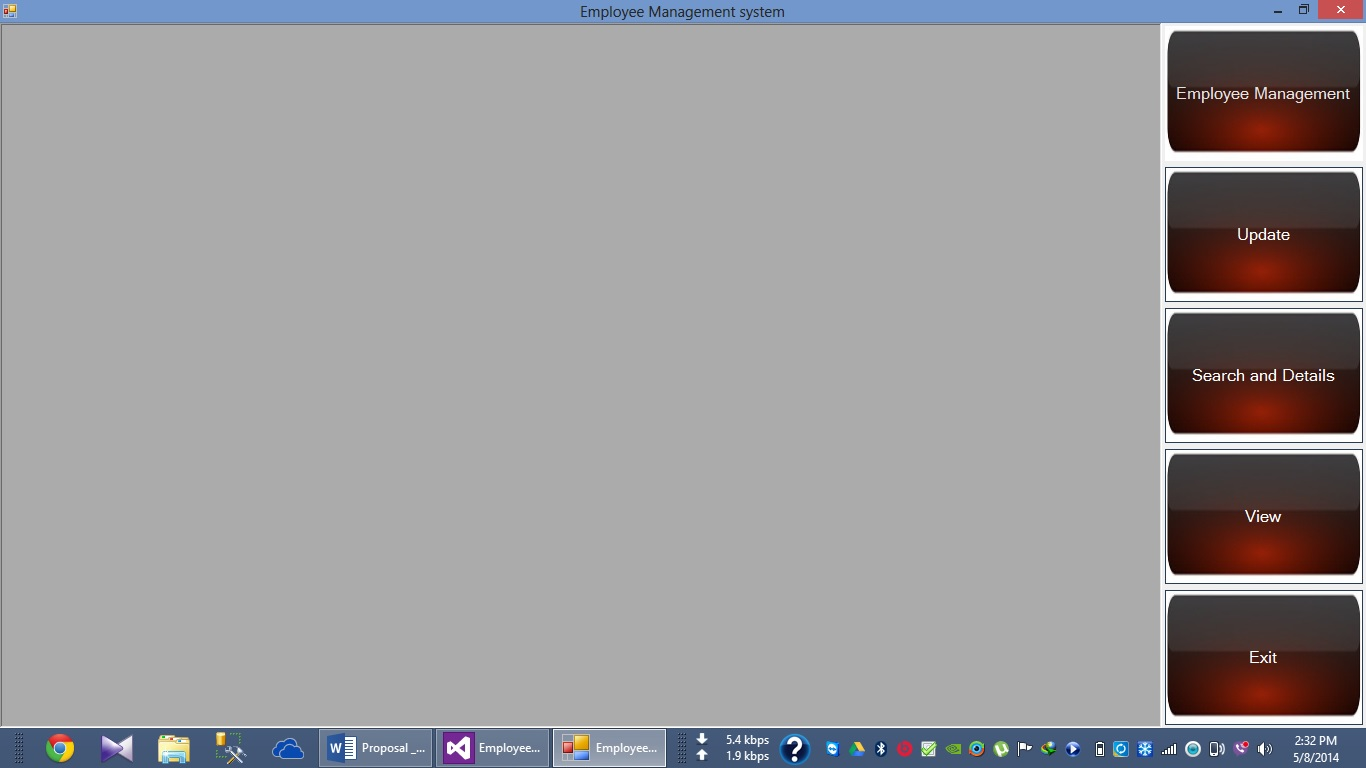 Employee Management system
Employee Management
Update
Search and Details
View
Exit
Proposal _...
Employee...
Employee...
5.4 kbps
1.9 kbps
2:32 PM
5/8/2014